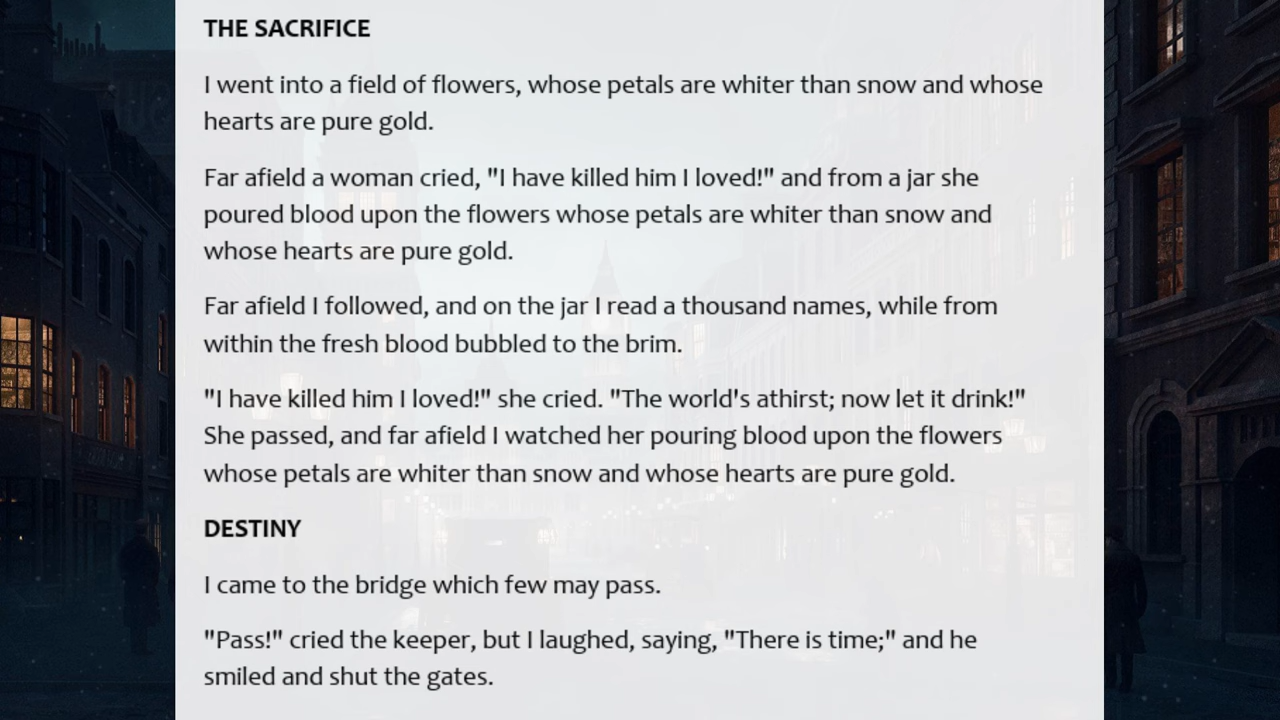 THE SACRIFICE
I went into a field of flowers, whose petals are whiter than snow and whose
hearts are pure gold.
Far afield a woman cried, "I have killed him I loved!" and from a jar she
poured blood upon the flowers whose petals are whiter than snow and
whose hearts are pure gold.
Far afield I followed, and on the jar I read a thousand names, while from
within the fresh blood bubbled to the brim.
"I have killed him I loved!" she cried. "The world's athirst; now let it drink!"
She passed, and far afield I watched her pouring blood upon the flowers
whose petals are whiter than snow and whose hearts are pure gold.
DESTINY
I came to the bridge which few may pass.
"Pass!" cried the keeper, but I laughed, saying, "There is time;" and he
smiled and shut the gates.